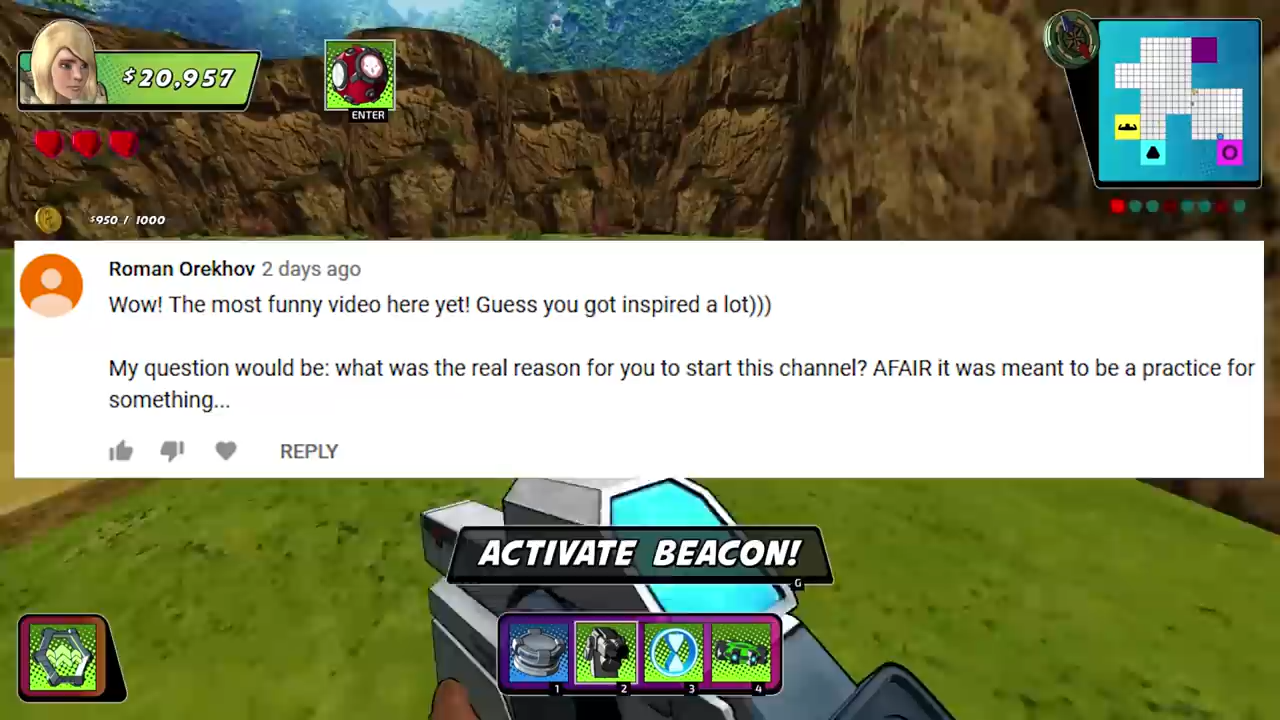 $20,957
ENTER
$950 / 1000
Roman Orekhov 2 days ago
Wow! The most funny video here yet! Guess you got inspired a lot)))
My question would be: what was the real reason for you to start this channel? AFAIR it was meant to be a practice for
something...
REPLY
ACTIVATE BEACON!
G
1 2 3 4